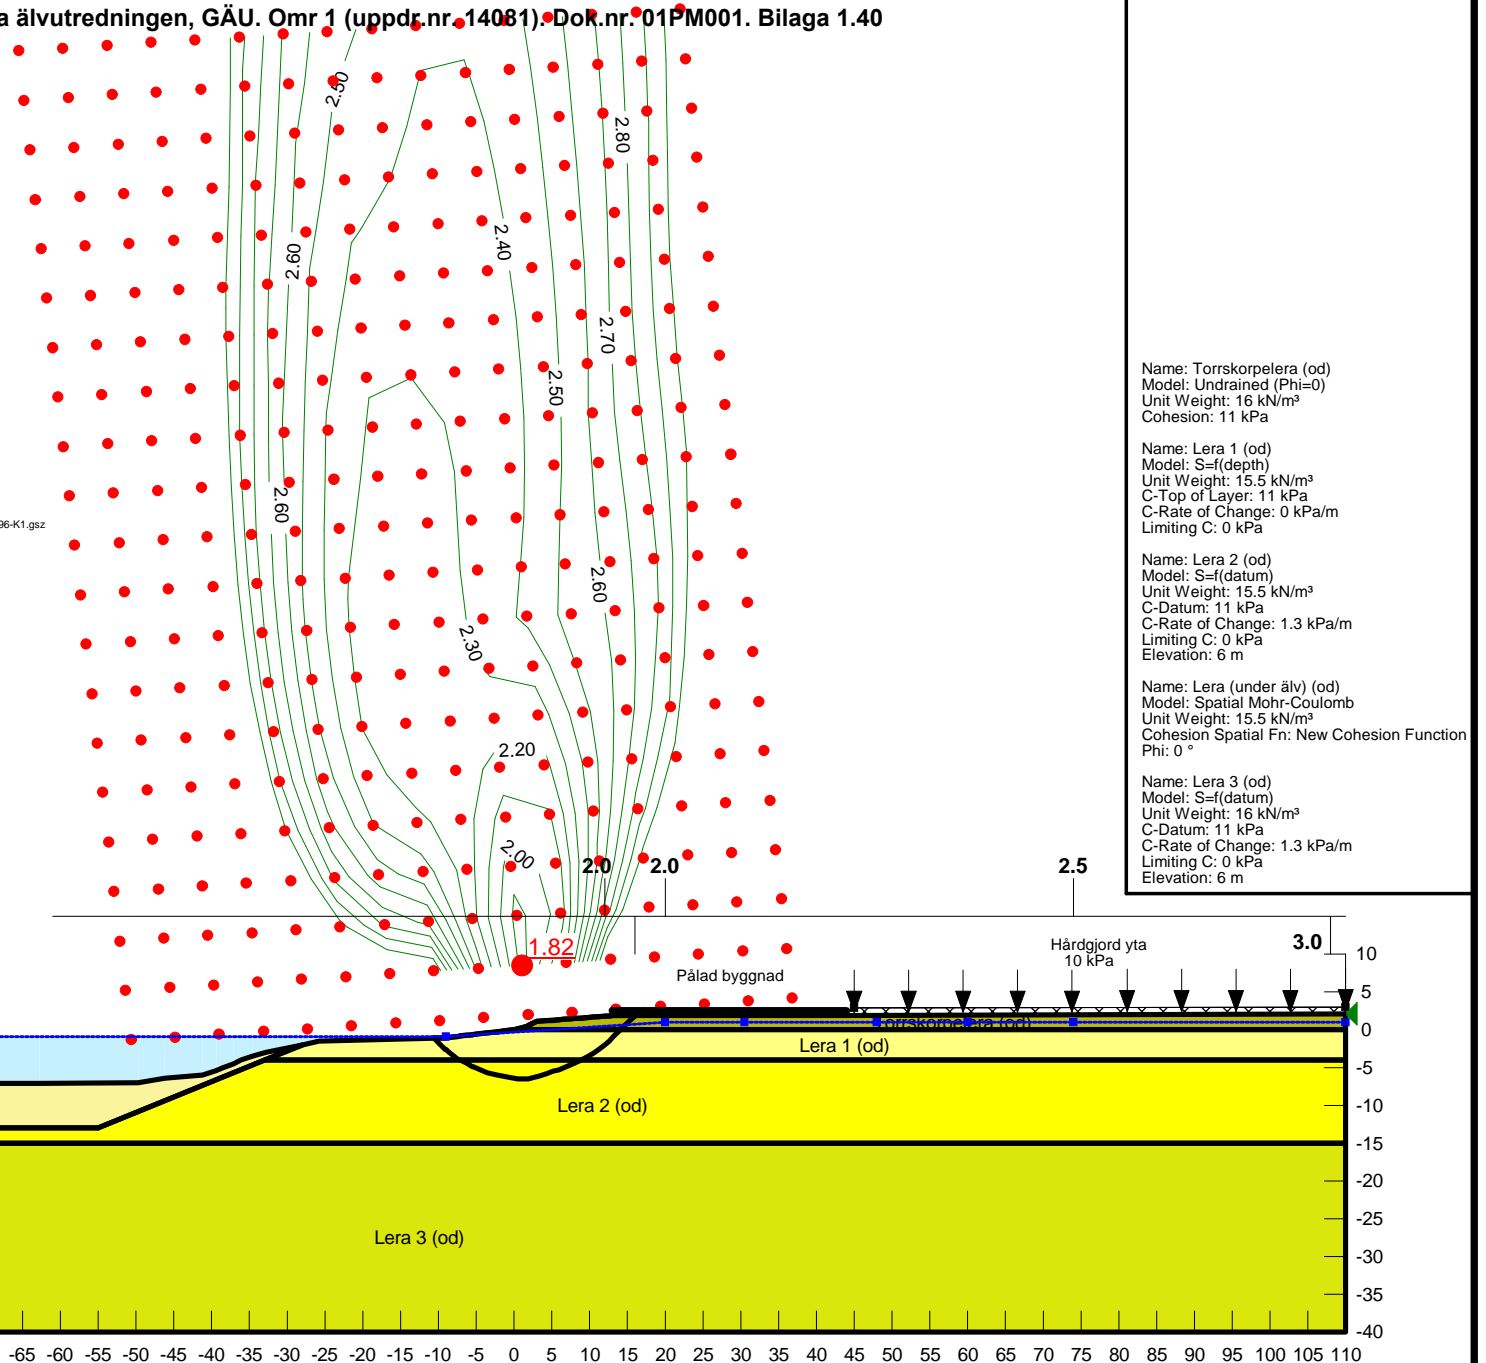 a älvutredningen, GÄU. Omr 1 (uppdr.nr. 14081). Dok.nr. 01PM001. Bilaga 1.40
2.50
2.80
2.60
2.40
2.70
2.50
2.60
2.60
2.30
2.20
2.00
96-K1.gsz
Name: Torrskorpelera (od)
Model: Undrained (Phi=0)
Unit Weight: 16 kN/m³
Cohesion: 11 kPa
Name: Lera 1 (od)
Model: S=f(depth)
Unit Weight: 15.5 kN/m³
C-Top of Layer: 11 kPa
C-Rate of Change: 0 kPa/m
Limiting C: 0 kPa
Name: Lera 2 (od)
Model: S=f(datum)
Unit Weight: 15.5 kN/m³
C-Datum: 11 kPa
C-Rate of Change: 1.3 kPa/m
Limiting C: 0 kPa
Elevation: 6 m
Name: Lera (under älv) (od)
Model: Spatial Mohr-Coulomb
Unit Weight: 15.5 kN/m³
Cohesion Spatial Fn: New Cohesion Function
Phi: 0 °
Name: Lera 3 (od)
Model: S=f(datum)
Unit Weight: 16 kN/m³
C-Datum: 11 kPa
C-Rate of Change: 1.3 kPa/m
Limiting C: 0 kPa
Elevation: 6 m
2.0 2.0 2.5
3.0
1.82
Pålad byggnad
Hårdgjord yta
10 kPa
Torrskorpelera (od)
Lera 1 (od)
Lera 2 (od)
Lera 3 (od)
10
5
0
-5
-10
-15
-20
-25
-30
-35
-40
-65 -60 -55 -50 -45 -40 -35 -30 -25 -20 -15 -10 -5 0 5 10 15 20 25 30 35 40 45 50 55 60 65 70 75 80 85 90 95 100 105 110